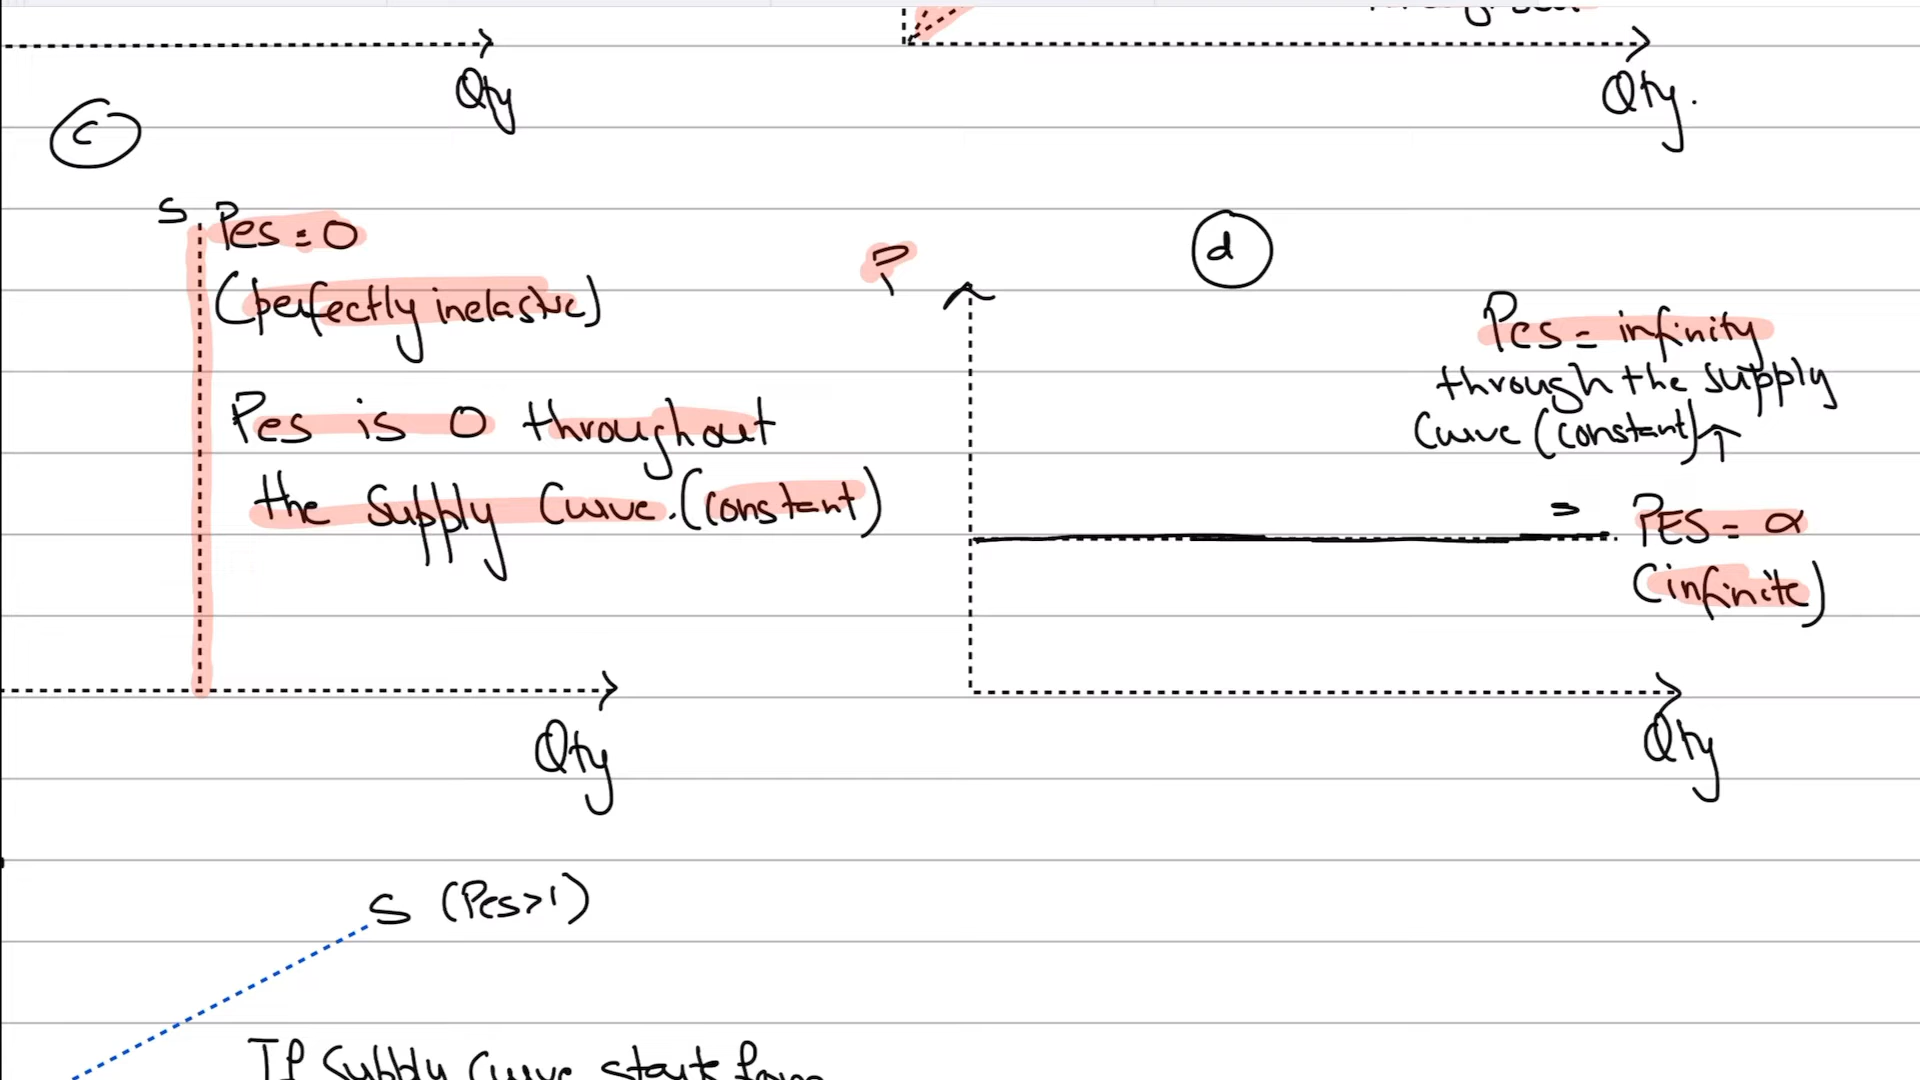 Qty
Qty.
c
S
Pes = 0
(perfectly inelastic)
Pes is 0 throughout
the supply curve. (constant)
Qty
P
d
Pes = infinity
through the supply
curve (constant) ↑
= PES = α
(infinite)
Qty
S (Pes>1)
If supply curve starts from